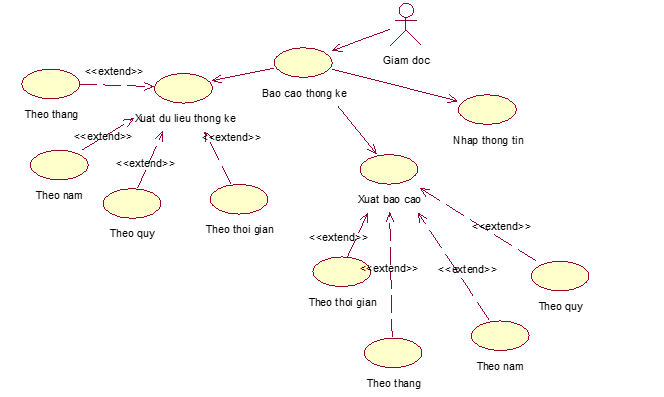 Giam doc
<<extend>>
Bao cao thong ke
Theo thang
Xuat du lieu thong ke
<<extend>>
<<extend>>
Nhap thong tin
<<extend>>
Theo nam
Xuat bao cao
Theo quy
Theo thoi gian
<<extend>>
<<extend>>
<<extend>>
<<extend>>
Theo thoi gian
Theo quy
Theo nam
Theo thang